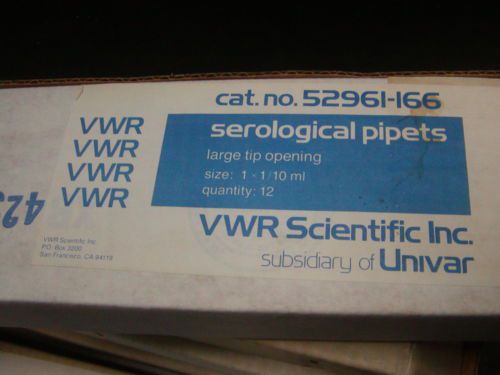 cat. no. 52961-166
VWR
VWR
VWR
VWR
serological pipets
large tip opening
size: 1 x 1/10 ml
quantity: 12
VWR Scientific Inc.
subsidiary of Univar
VWR Scientific Inc.
P.O. Box 3200
San Francisco, CA 94119